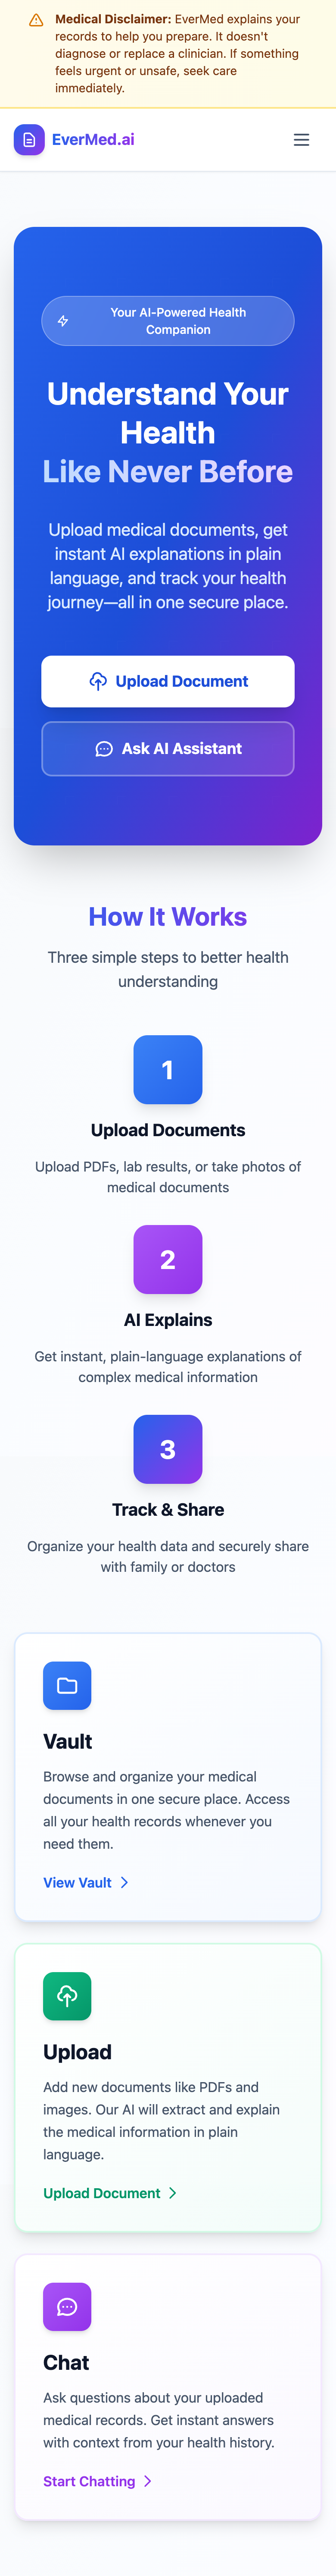 Medical Disclaimer: EverMed explains your
records to help you prepare. It doesn't
diagnose or replace a clinician. If something
feels urgent or unsafe, seek care
immediately.
EverMed.ai
Your AI-Powered Health
Companion
Understand Your
Health
Like Never Before
Upload medical documents, get
instant AI explanations in plain
language, and track your health
journey—all in one secure place.
Upload Document
Ask AI Assistant
How It Works
Three simple steps to better health
understanding
1
Upload Documents
Upload PDFs, lab results, or take photos of
medical documents
2
AI Explains
Get instant, plain-language explanations of
complex medical information
3
Track & Share
Organize your health data and securely share
with family or doctors
Vault
Browse and organize your medical
documents in one secure place. Access
all your health records whenever you
need them.
View Vault
Upload
Add new documents like PDFs and
images. Our AI will extract and explain
the medical information in plain
language.
Upload Document
Chat
Ask questions about your uploaded
medical records. Get instant answers
with context from your health history.
Start Chatting